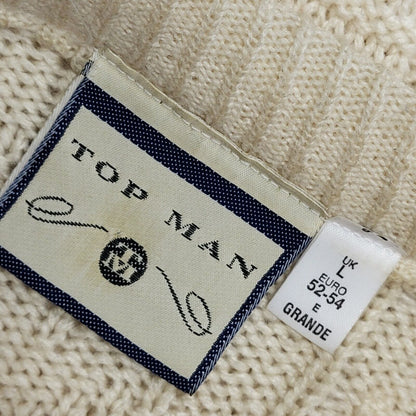 TOP MAN
TM
UK
L
EURO
52-54
E
GRANDE